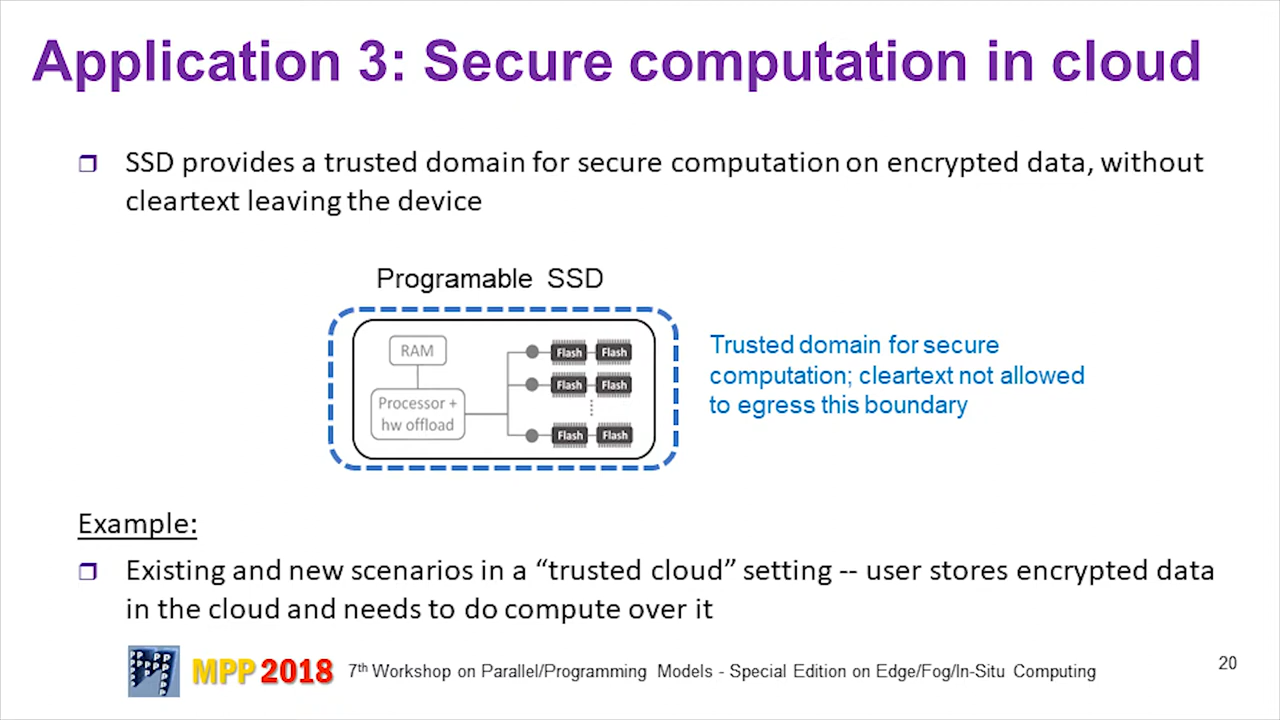 Application 3: Secure computation in cloud
SSD provides a trusted domain for secure computation on encrypted data, without
cleartext leaving the device
Programable SSD
RAM
Processor +
hw offload
Flash Flash
Flash Flash
Flash Flash
Trusted domain for secure
computation; cleartext not allowed
to egress this boundary
Example:
Existing and new scenarios in a “trusted cloud” setting -- user stores encrypted data
in the cloud and needs to do compute over it
MPP 2018 7th Workshop on Parallel/Programming Models - Special Edition on Edge/Fog/In-Situ Computing
20